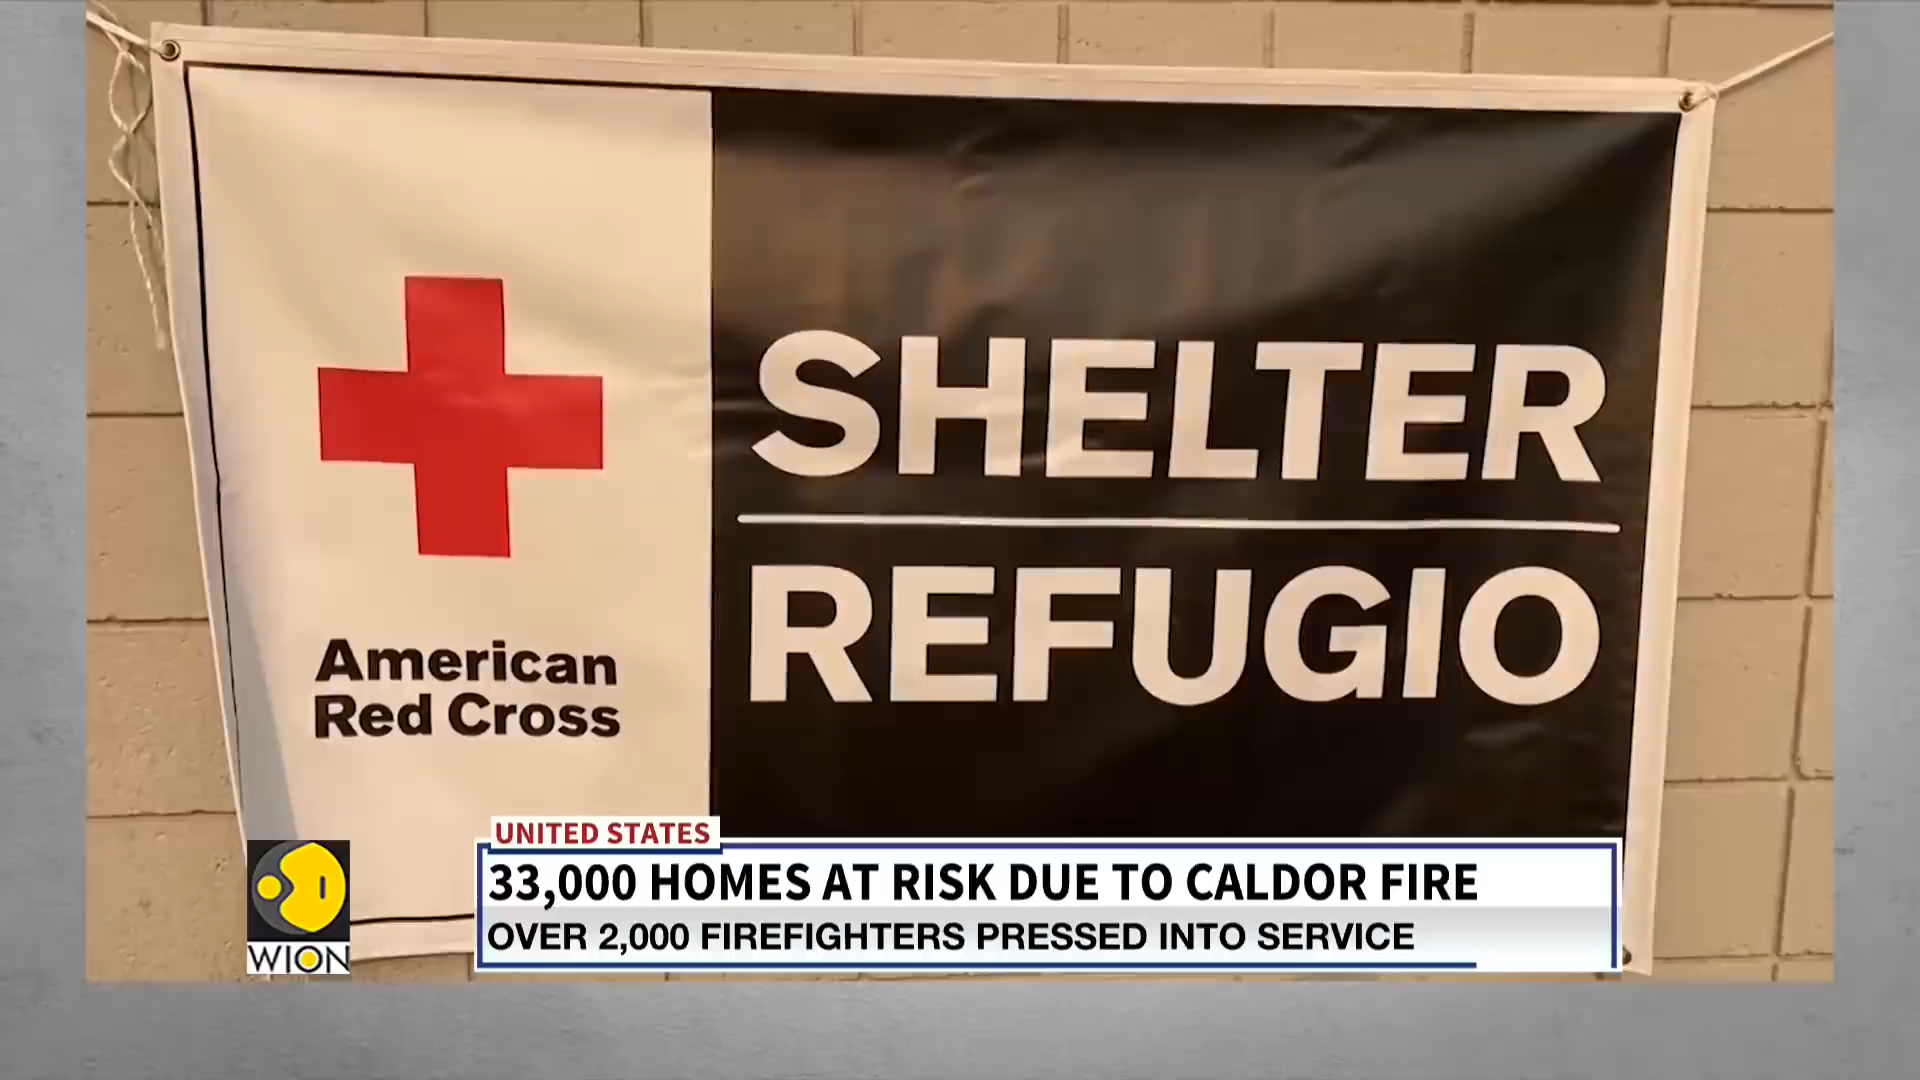 SHELTER
REFUGIO
American
Red Cross
UNITED STATES
33,000 HOMES AT RISK DUE TO CALDOR FIRE
OVER 2,000 FIREFIGHTERS PRESSED INTO SERVICE
WION